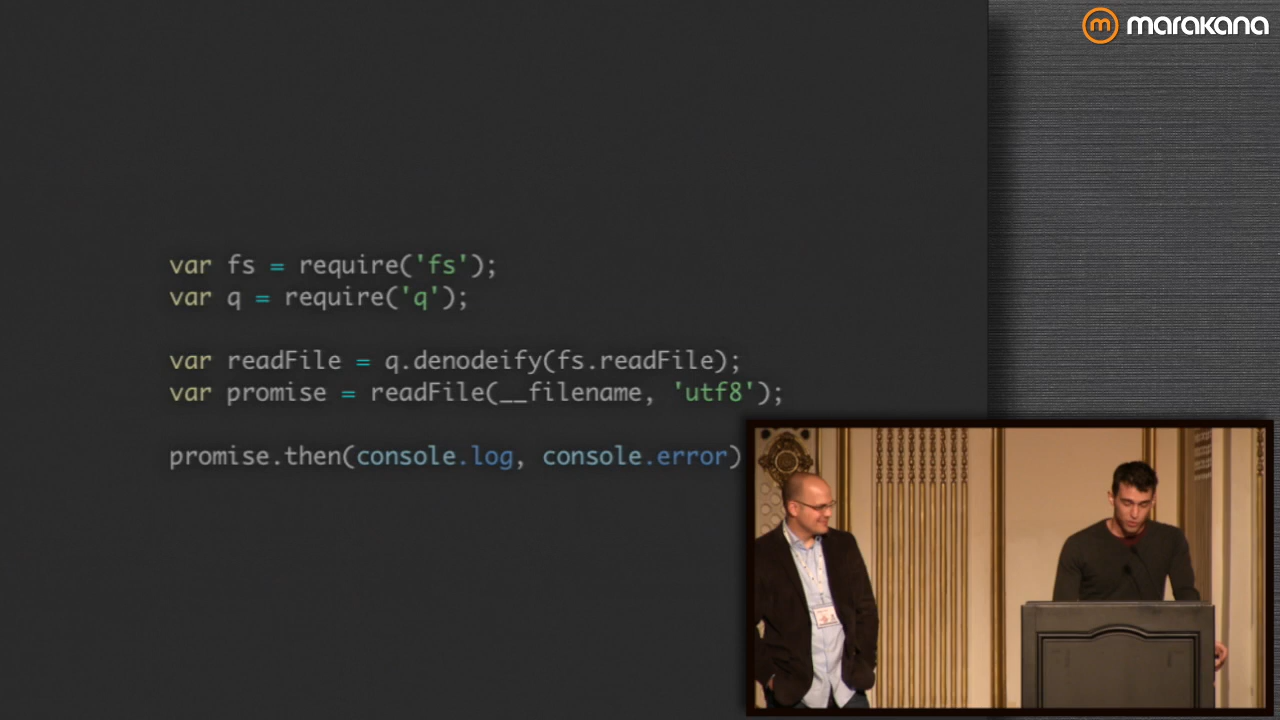 marakana
var fs = require('fs');
var q = require('q');
var readFile = q.denodeify(fs.readFile);
var promise = readFile(__filename, 'utf8');
promise.then(console.log, console.error)